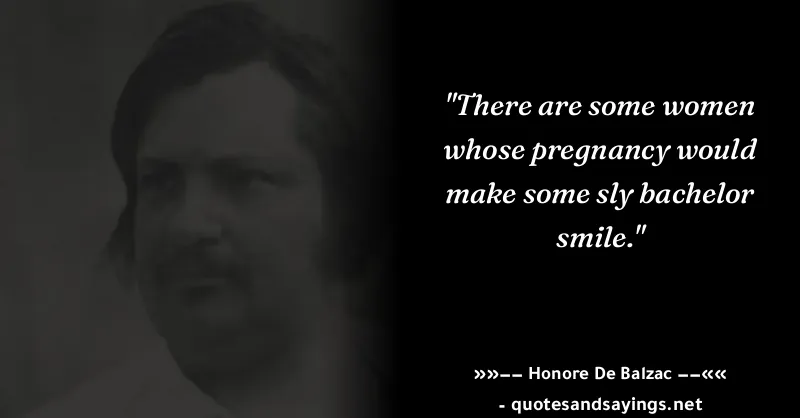 "There are some women
whose pregnancy would
make some sly bachelor
smile."
»»–– Honore De Balzac ––««
- quotesandsayings.net